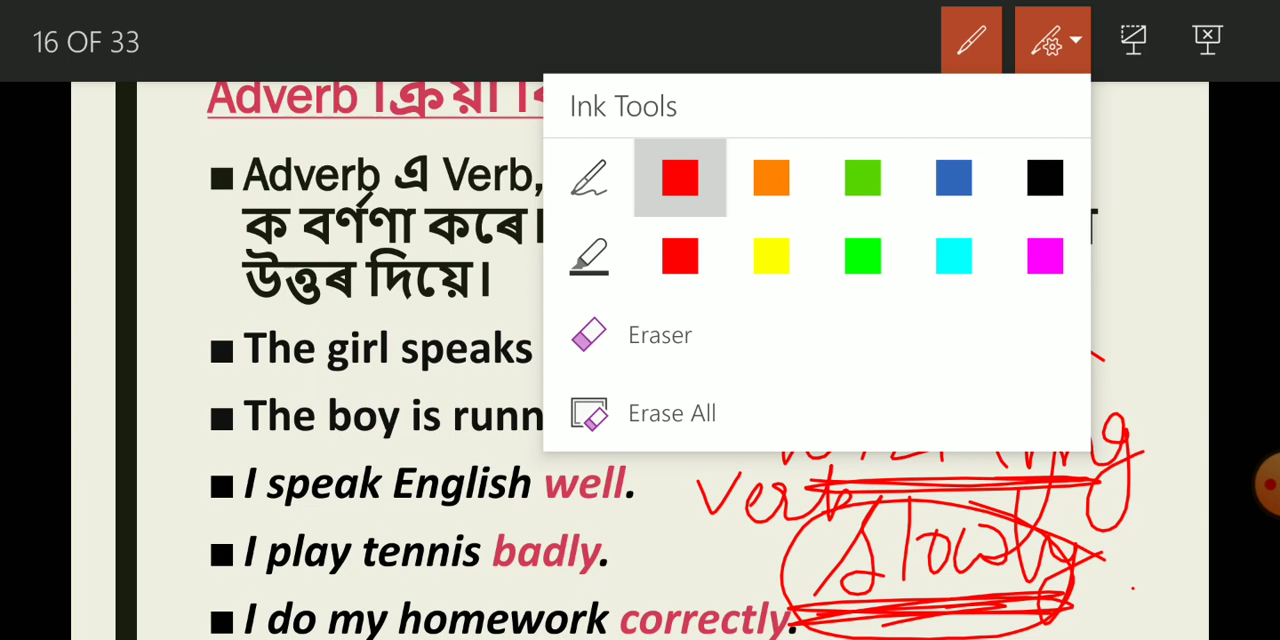 16 OF 33
Adverb ক্রিয়া বি
Ink Tools
■ Adverb এ Verb,
ক বৰ্ণণা কৰে।
উত্তৰ দিয়ে।
Eraser
■ The girl speaks
■ The boy is runn
Erase All
■ I speak English well.
verb
slowly
■ I play tennis badly.
■ I do my homework correctly.